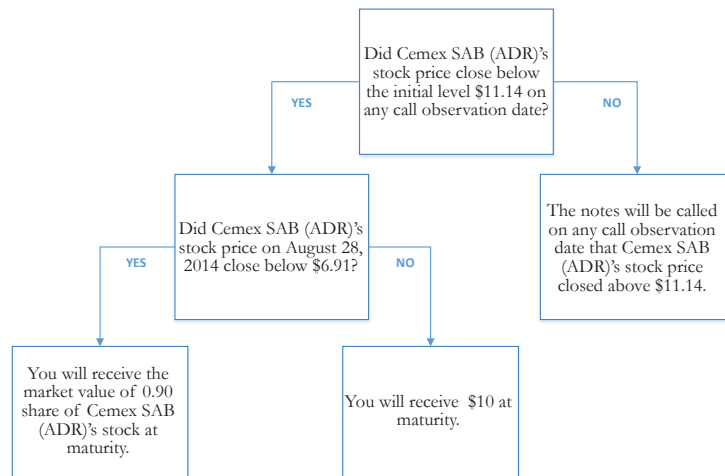 Did Cemex SAB (ADR)'s
stock price close below
the initial level $11.14 on
any call observation date?
YES
NO
Did Cemex SAB (ADR)'s
stock price on August 28,
2014 close below $6.91?
The notes will be called
on any call observation
date that Cemex SAB
(ADR)'s stock price
closed above $11.14.
YES
NO
You will receive the
market value of 0.90
share of Cemex SAB
(ADR)'s stock at
maturity.
You will receive $10 at
maturity.